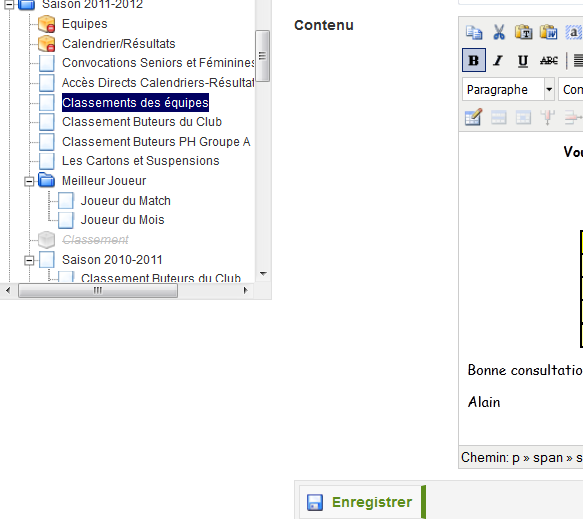 Saison 2011-2012
Equipes
Calendrier/Résultats
Convocations Seniors et Féminines
Accès Directs Calendriers-Résultat
Classements des équipes
Classement Buteurs du Club
Classement Buteurs PH Groupe A
Les Cartons et Suspensions
Meilleur Joueur
Joueur du Match
Joueur du Mois
Classement
Saison 2010-2011
Classement Buteurs du Club
Contenu
B I U ABC
Paragraphe
Con
Vou
Bonne consultatio
Alain
Chemin: p » span » s
Enregistrer